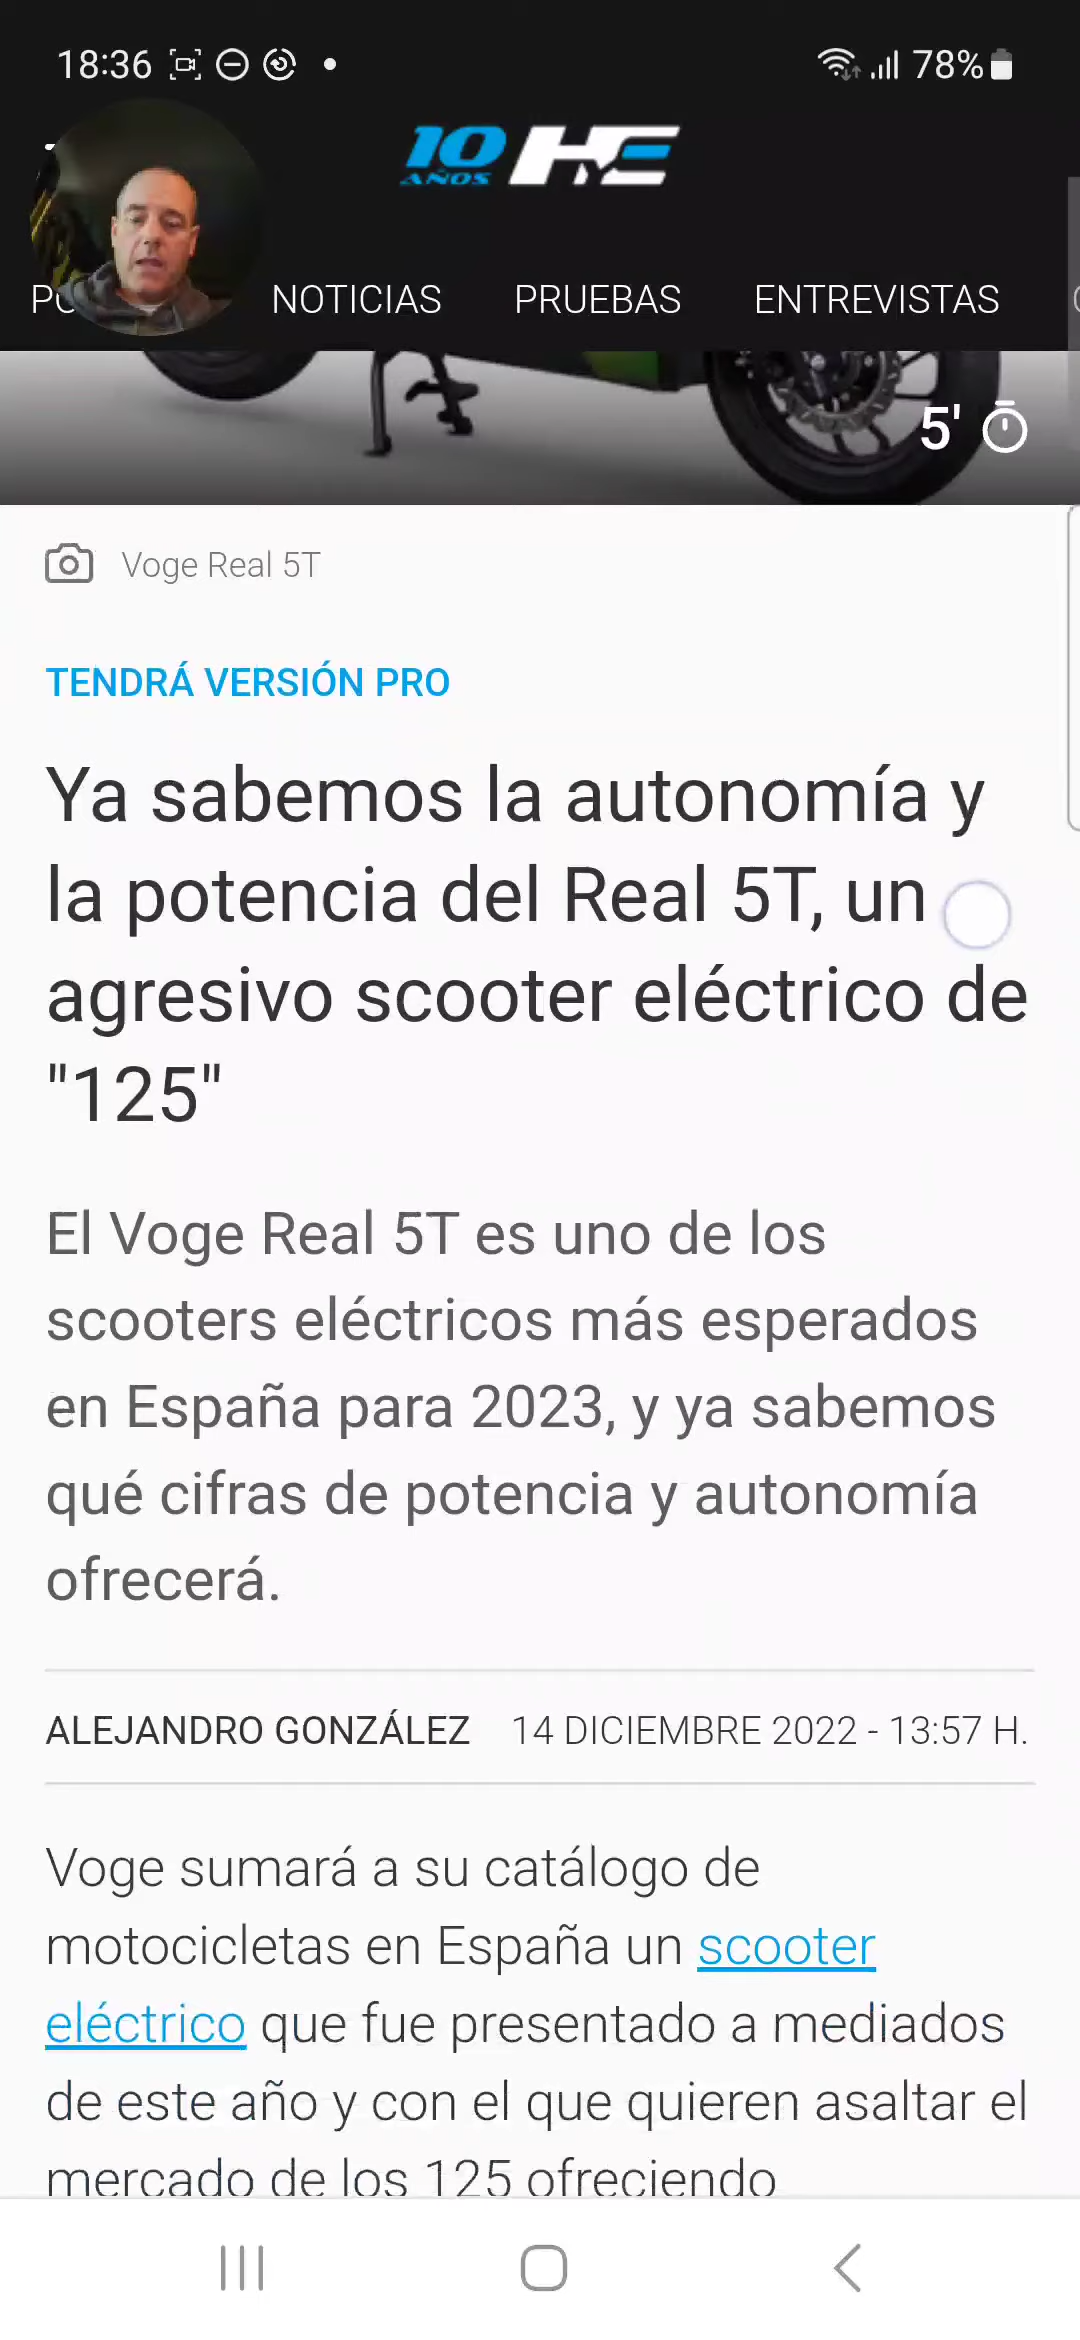 18:36
78%
10 HyE
AÑOS
NOTICIAS PRUEBAS ENTREVISTAS
5'
Voge Real 5T
TENDRÁ VERSIÓN PRO
Ya sabemos la autonomía y
la potencia del Real 5T, un
agresivo scooter eléctrico de
"125"
El Voge Real 5T es uno de los
scooters eléctricos más esperados
en España para 2023, y ya sabemos
qué cifras de potencia y autonomía
ofrecerá.
ALEJANDRO GONZÁLEZ 14 DICIEMBRE 2022 - 13:57 H.
Voge sumará a su catálogo de
motocicletas en España un scooter
eléctrico que fue presentado a mediados
de este año y con el que quieren asaltar el
mercado de los 125 ofreciendo